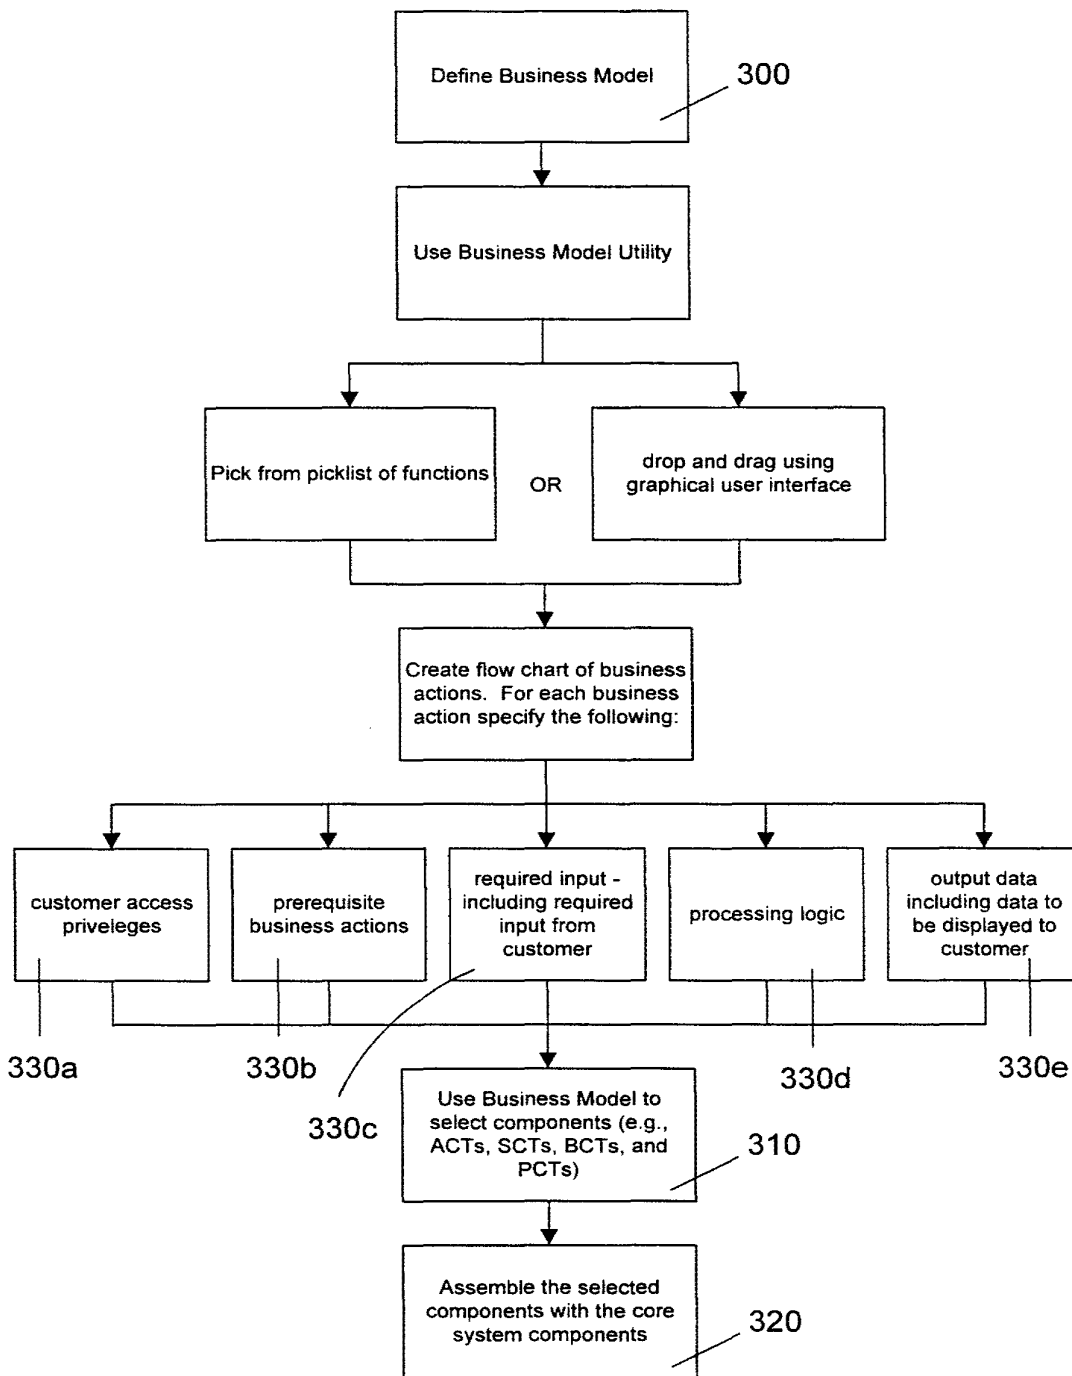 Define Business Model
300
Use Business Model Utility
Pick from picklist of functions
OR
drop and drag using
graphical user interface
Create flow chart of business
actions. For each business
action specify the following:
customer access
priveleges
prerequisite
business actions
required input -
including required
input from
customer
processing logic
output data
including data to
be displayed to
customer
330a
330b
330c
330d
330e
Use Business Model to
select components (e.g.,
ACTs, SCTs, BCTs, and
PCTs)
310
Assemble the selected
components with the core
system components
320